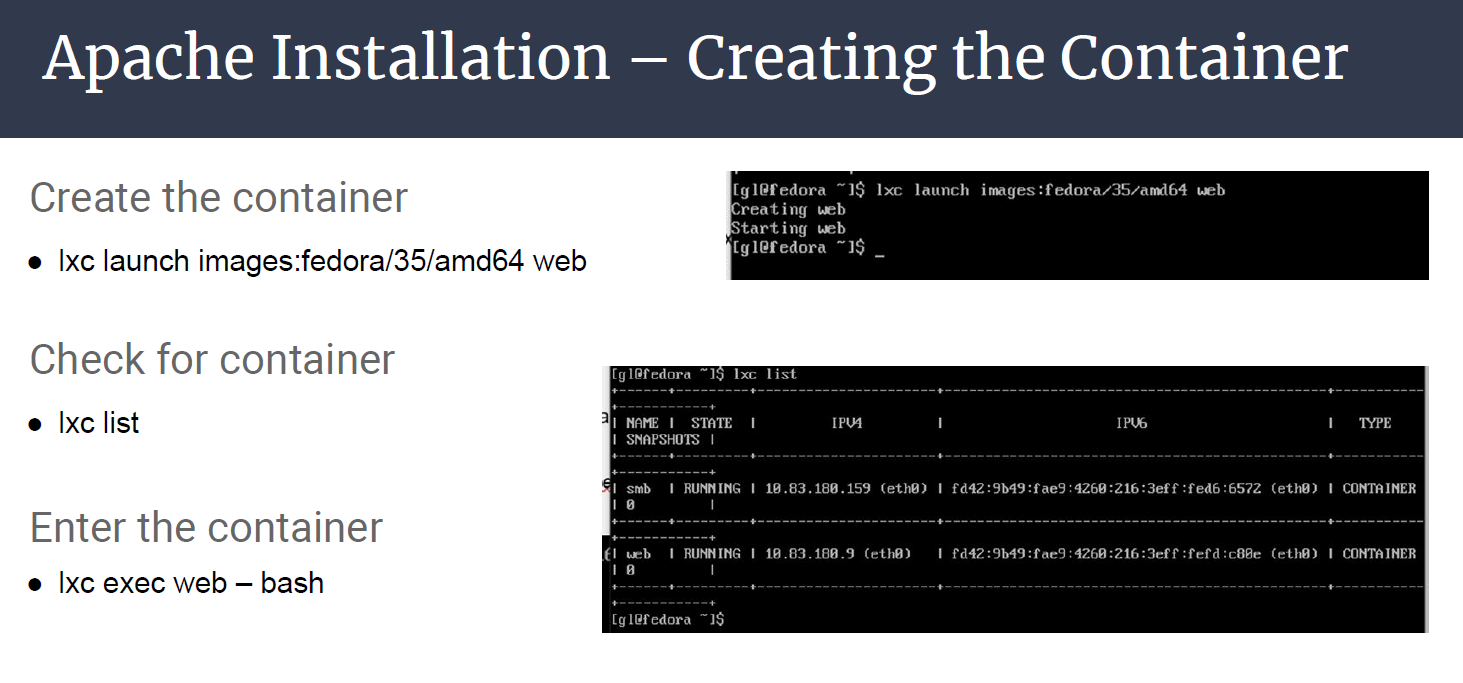 Apache Installation – Creating the Container
Create the container
● lxc launch images:fedora/35/amd64 web
[gl@fedora ~]$ lxc launch images:fedora/35/amd64 web
Creating web
Starting web
[gl@fedora ~]$ _
Check for container
● lxc list
[gl@fedora ~]$ lxc list
+------+---------+----------------------+-----------------------------------------------+-----------
+-----------+
| NAME | STATE | IPV4 | IPV6 | TYPE
| SNAPSHOTS |
+------+---------+----------------------+-----------------------------------------------+-----------
+-----------+
| smb | RUNNING | 10.83.180.159 (eth0) | fd42:9b49:fae9:4260:216:3eff:fed6:6572 (eth0) | CONTAINER
| 0 |
+------+---------+----------------------+-----------------------------------------------+-----------
+-----------+
| web | RUNNING | 10.83.180.9 (eth0) | fd42:9b49:fae9:4260:216:3eff:fefd:c80e (eth0) | CONTAINER
| 0 |
+------+---------+----------------------+-----------------------------------------------+-----------
+-----------+
[gl@fedora ~]$
Enter the container
● lxc exec web – bash